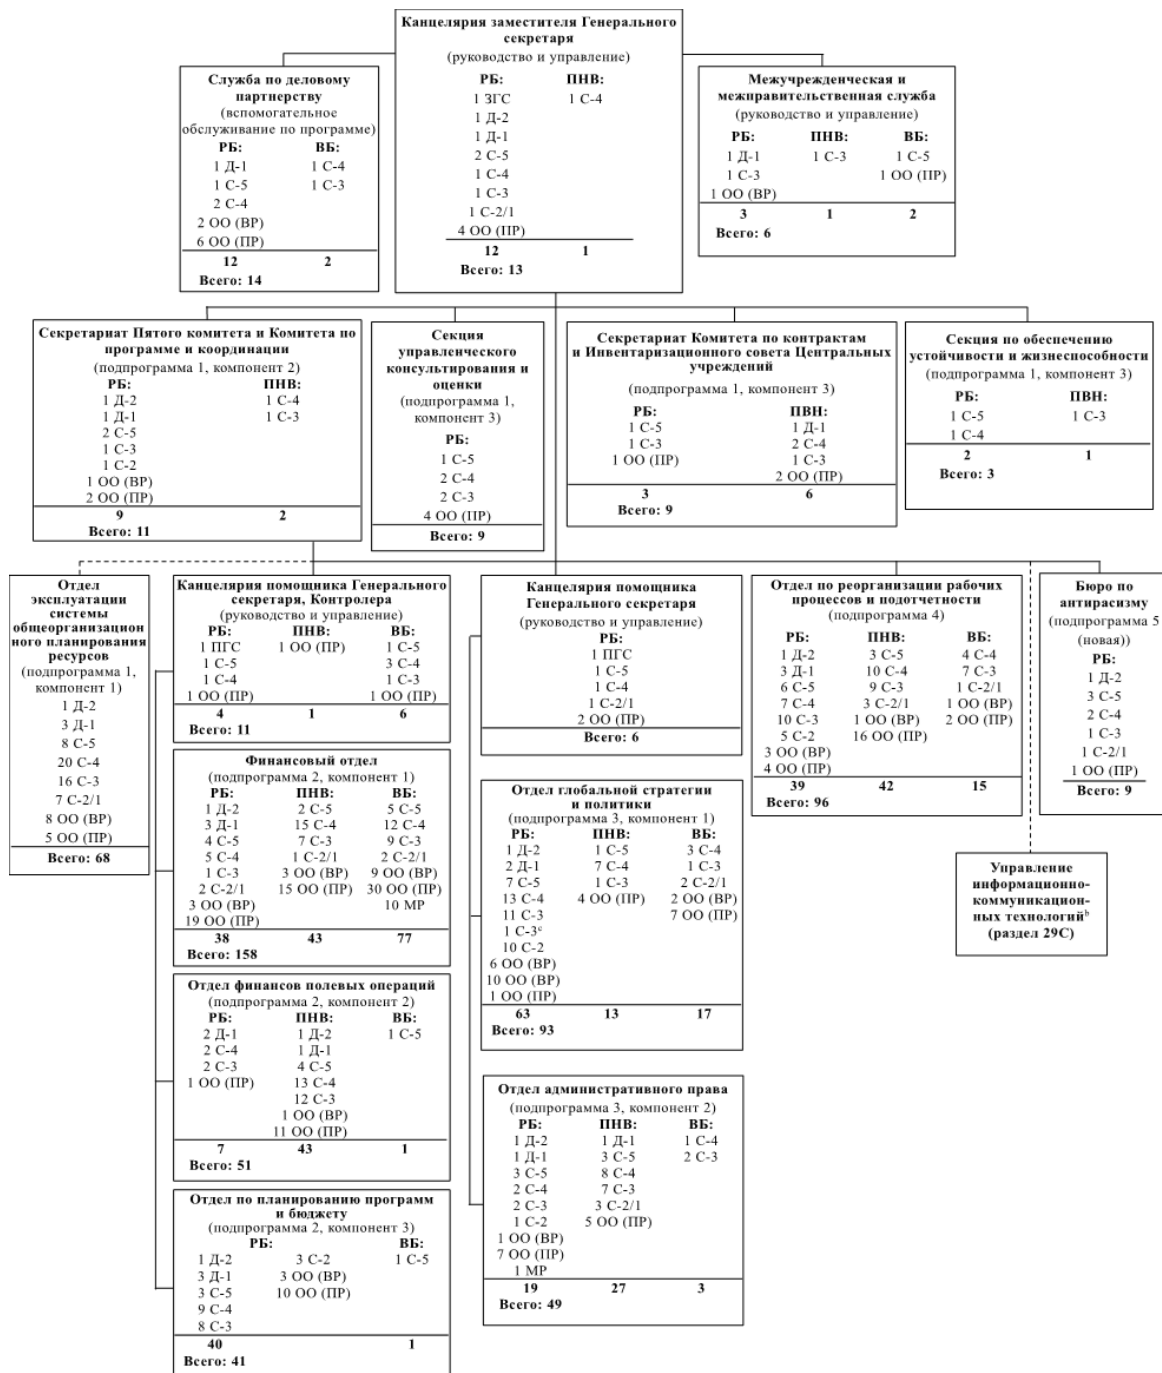 Канцелярия заместителя Генерального
секретаря
(руководство и управление)
РБ: ПНВ:
1 ЗГС 1 С-4
1 Д-2
1 Д-1
2 С-5
1 С-4
1 С-3
1 С-2/1
4 ОО (ПР)
12 1
Всего: 13
Служба по деловому
партнерству
(вспомогательное
обслуживание по программе)
РБ: ВБ:
1 Д-1 1 С-4
1 С-5 1 С-3
2 С-4
2 ОО (ВР)
6 ОО (ПР)
12 2
Всего: 14
Межучрежденческая и
межправительственная служба
(руководство и управление)
РБ: ПНВ: ВБ:
1 Д-1 1 С-3 1 С-5
1 С-3 1 ОО (ПР)
1 ОО (ВР)
3 1 2
Всего: 6
Секретариат Пятого комитета и Комитета по
программе и координации
(подпрограмма 1, компонент 2)
РБ: ПНВ:
1 Д-2 1 С-4
1 Д-1 1 С-3
2 С-5
1 С-3
1 С-2
1 ОО (ВР)
2 ОО (ПР)
9 2
Всего: 11
Секция
управленческого
консультирования и
оценки
(подпрограмма 1,
компонент 3)
РБ:
1 С-5
2 С-4
2 С-3
4 ОО (ПР)
Всего: 9
Секретариат Комитета по контрактам
и Инвентаризационного совета Центральных
учреждений
(подпрограмма 1, компонент 3)
РБ: ПВН:
1 С-5 1 Д-1
1 С-3 2 С-4
1 ОО (ПР) 1 С-3
2 ОО (ПР)
3 6
Всего: 9
Секция по обеспечению
устойчивости и жизнеспособности
(подпрограмма 1, компонент 3)
РБ: ПВН:
1 С-5 1 С-3
1 С-4
2 1
Всего: 3
Отдел
эксплуатации
системы
общеорганизацион
ного планирования
ресурсов
(подпрограмма 1,
компонент 1)
1 Д-2
3 Д-1
8 С-5
20 С-4
16 С-3
7 С-2/1
8 ОО (ВР)
5 ОО (ПР)
Всего: 68
Канцелярия помощника Генерального
секретаря, Контролера
(руководство и управление)
РБ: ПНВ: ВБ:
1 ПГС 1 ОО (ПР) 1 С-5
1 С-5 3 С-4
1 С-4 1 С-3
1 ОО (ПР) 1 ОО (ПР)
4 1 6
Всего: 11
Финансовый отдел
(подпрограмма 2, компонент 1)
РБ: ПНВ: ВБ:
1 Д-2 2 С-5 5 С-5
3 Д-1 15 С-4 12 С-4
4 С-5 7 С-3 9 С-3
5 С-4 1 С-2/1 2 С-2/1
1 С-3 3 ОО (ВР) 9 ОО (ВР)
2 С-2/1 15 ОО (ПР) 30 ОО (ПР)
3 ОО (ВР) 10 МР
19 ОО (ПР)
38 43 77
Всего: 158
Отдел финансов полевых операций
(подпрограмма 2, компонент 2)
РБ: ПНВ: ВБ:
2 Д-1 1 Д-2 1 С-5
2 С-4 1 Д-1
2 С-3 4 С-5
1 ОО (ПР) 13 С-4
12 С-3
1 ОО (ВР)
11 ОО (ПР)
7 43 1
Всего: 51
Отдел по планированию программ
и бюджету
(подпрограмма 2, компонент 3)
РБ: ВБ:
1 Д-2 3 С-2 1 С-5
3 Д-1 3 ОО (ВР)
3 С-5 10 ОО (ПР)
9 С-4
8 С-3
40 1
Всего: 41
Канцелярия помощника
Генерального секретаря
(руководство и управление)
РБ:
1 ПГС
1 С-5
1 С-4
1 С-2/1
2 ОО (ПР)
Всего: 6
Отдел глобальной стратегии
и политики
(подпрограмма 3, компонент 1)
РБ: ПНВ: ВБ:
1 Д-2 1 С-5 3 С-4
2 Д-1 7 С-4 1 С-3
7 С-5 1 С-3 2 С-2/1
13 С-4 4 ОО (ПР) 2 ОО (ВР)
11 С-3 7 ОО (ПР)
1 С-3ᶜ
10 С-2
6 ОО (ВР)
10 ОО (ВР)
1 ОО (ПР)
63 13 17
Всего: 93
Отдел административного права
(подпрограмма 3, компонент 2)
РБ: ПНВ: ВБ:
1 Д-2 1 Д-1 1 С-4
1 Д-1 3 С-5 2 С-3
3 С-5 8 С-4
2 С-4 7 С-3
2 С-3 3 С-2/1
1 С-2 5 ОО (ПР)
1 ОО (ВР)
7 ОО (ПР)
1 МР
19 27 3
Всего: 49
Отдел по реорганизации рабочих
процессов и подотчетности
(подпрограмма 4)
РБ: ПНВ: ВБ:
1 Д-2 3 С-5 4 С-4
3 Д-1 10 С-4 7 С-3
6 С-5 9 С-3 1 С-2/1
7 С-4 3 С-2/1 1 ОО (ВР)
10 С-3 1 ОО (ВР) 2 ОО (ПР)
5 С-2 16 ОО (ПР)
3 ОО (ВР)
4 ОО (ПР)
39 42 15
Всего: 96
Бюро по
антирасизму
(подпрограмма 5
(новая))
РБ:
1 Д-2
3 С-5
2 С-4
1 С-3
1 С-2/1
1 ОО (ПР)
Всего: 9
Управление
информационно-
коммуникацион-
ных технологийᵇ
(раздел 29С)